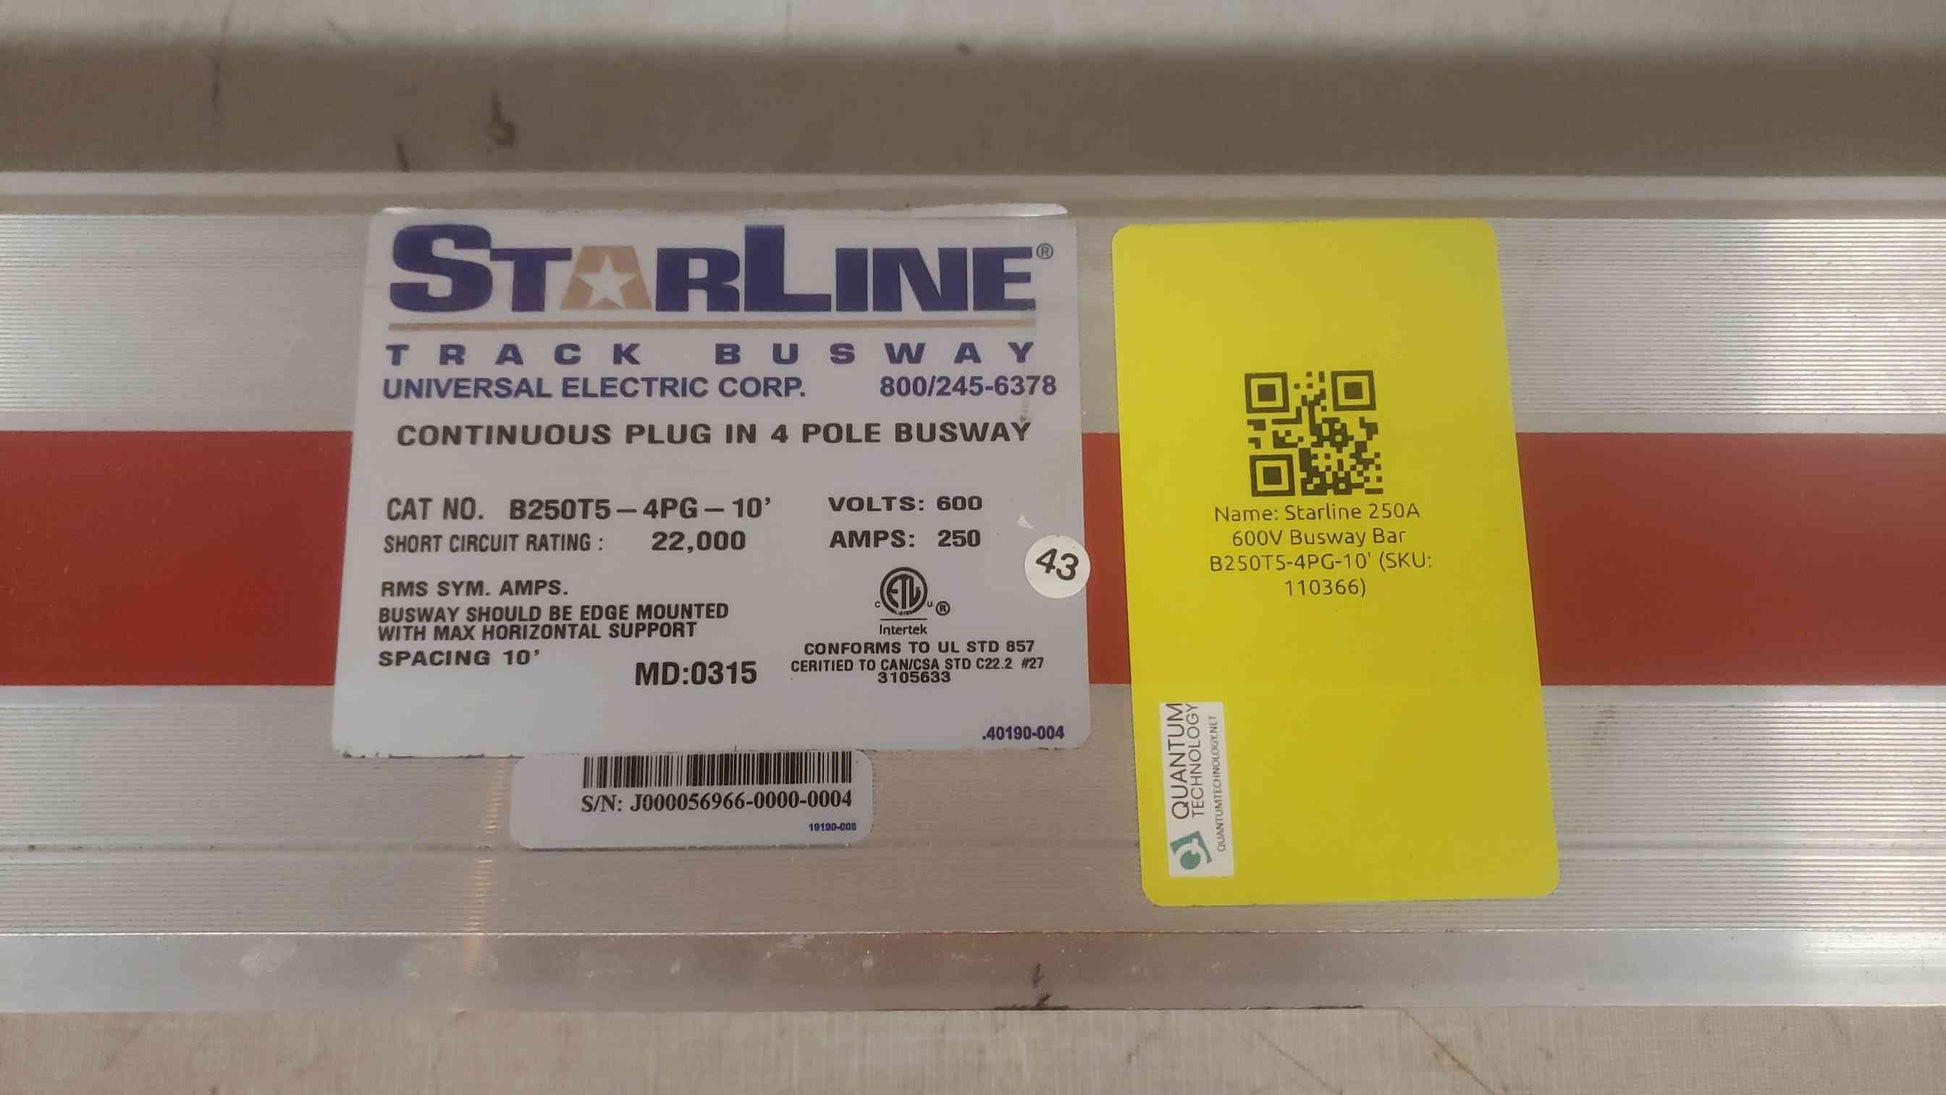 STARLINE®
TRACK BUSWAY
UNIVERSAL ELECTRIC CORP. 800/245-6378
CONTINUOUS PLUG IN 4 POLE BUSWAY
CAT NO. B250T5-4PG-10' VOLTS: 600
SHORT CIRCUIT RATING: 22,000 AMPS: 250
43
RMS SYM. AMPS.
BUSWAY SHOULD BE EDGE MOUNTED
WITH MAX HORIZONTAL SUPPORT
SPACING 10'
MD:0315
C ETL US ®
Intertek
CONFORMS TO UL STD 857
CERITIED TO CAN/CSA STD C22.2 #27
3105633
.40190-004
S/N: J000056966-0000-0004
19190-008
Name: Starline 250A
600V Busway Bar
B250T5-4PG-10' (SKU:
110366)
QUANTUM
TECHNOLOGY
QUANTUMTECHNOLOGY.NET